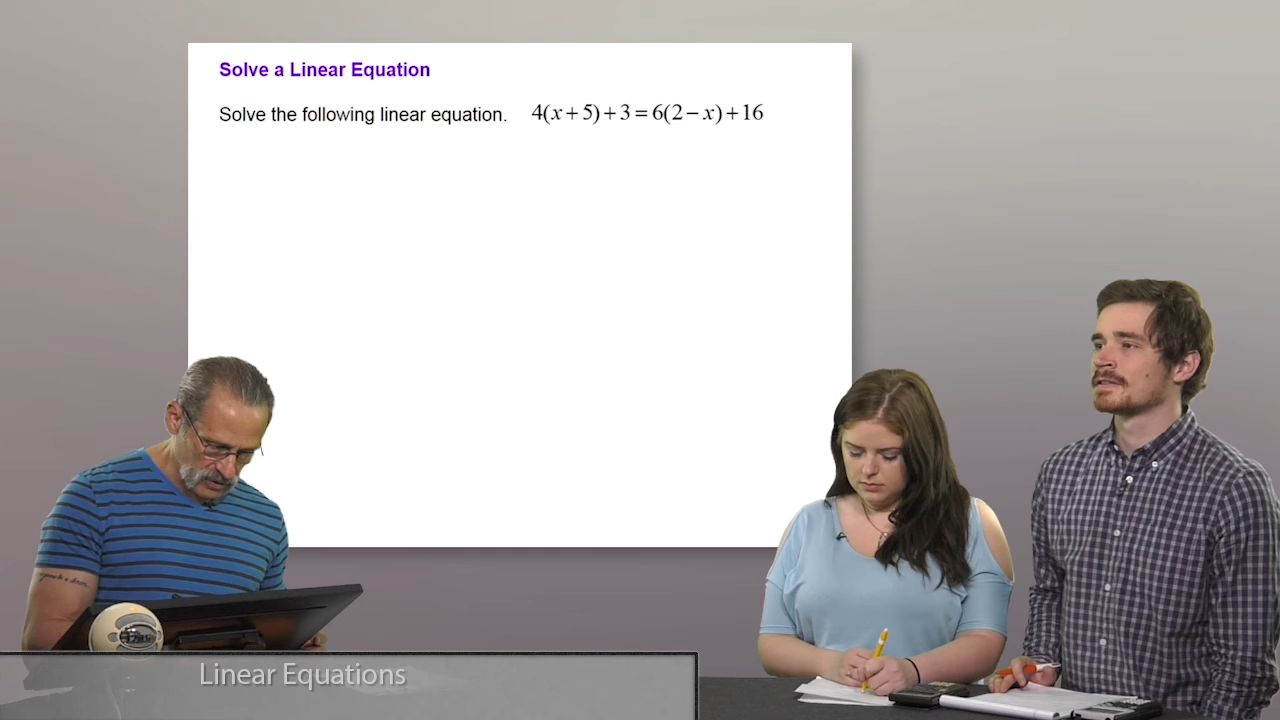 Solve a Linear Equation
Solve the following linear equation. 4(x+5)+3=6(2−x)+16
Linear Equations